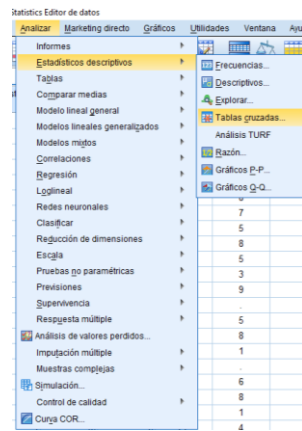 Statistics Editor de datos
Analizar Marketing directo Gráficos Utilidades Ventana Ayu
Informes
Estadísticos descriptivos
Tablas
Comparar medias
Modelo lineal general
Modelos lineales generalizados
Modelos mixtos
Correlaciones
Regresión
Loglineal
Redes neuronales
Clasificar
Reducción de dimensiones
Escala
Pruebas no paramétricas
Previsiones
Supervivencia
Respuesta múltiple
Análisis de valores perdidos...
Imputación múltiple
Muestras complejas
Simulación...
Control de calidad
Curva COR...
Frecuencias...
Descriptivos...
Explorar...
Tablas cruzadas...
Análisis TURF
Razón...
Gráficos P-P...
Gráficos Q-Q...
7
5
8
5
3
9
.
5
8
1
.
6
8
1
4